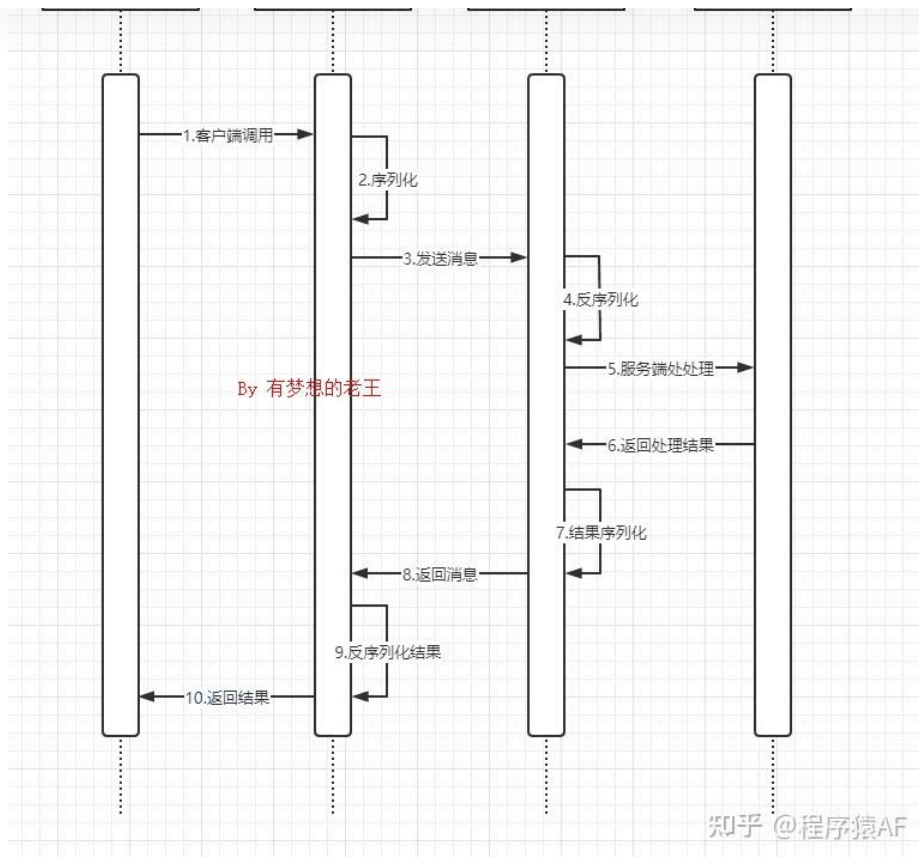 1.客户端调用
2.序列化
3.发送消息
4.反序列化
5.服务端处处理
By 有梦想的老王
6.返回处理结果
7.结果序列化
8.返回消息
9.反序列化结果
10.返回结果
知乎 @程序猿AF